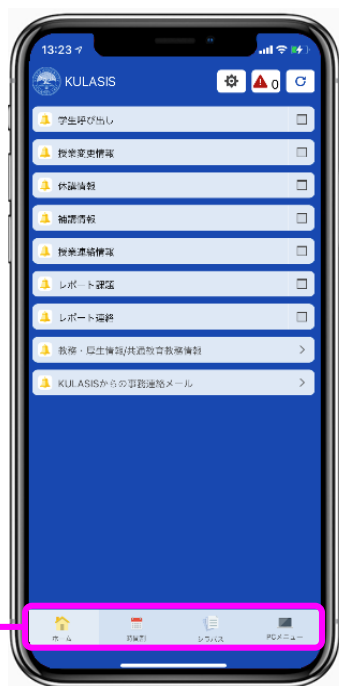 13:23
KULASIS
0
学生呼び出し
授業変更情報
休講情報
補講情報
授業連絡情報
レポート課題
レポート連絡
教務・厚生情報/共通教育教務情報
KULASISからの事務連絡メール
ホーム
時間割
シラバス
PCメニュー